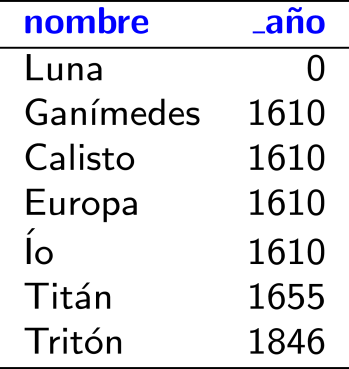 nombre _año
Luna 0
Ganímedes 1610
Calisto 1610
Europa 1610
Ío 1610
Titán 1655
Tritón 1846